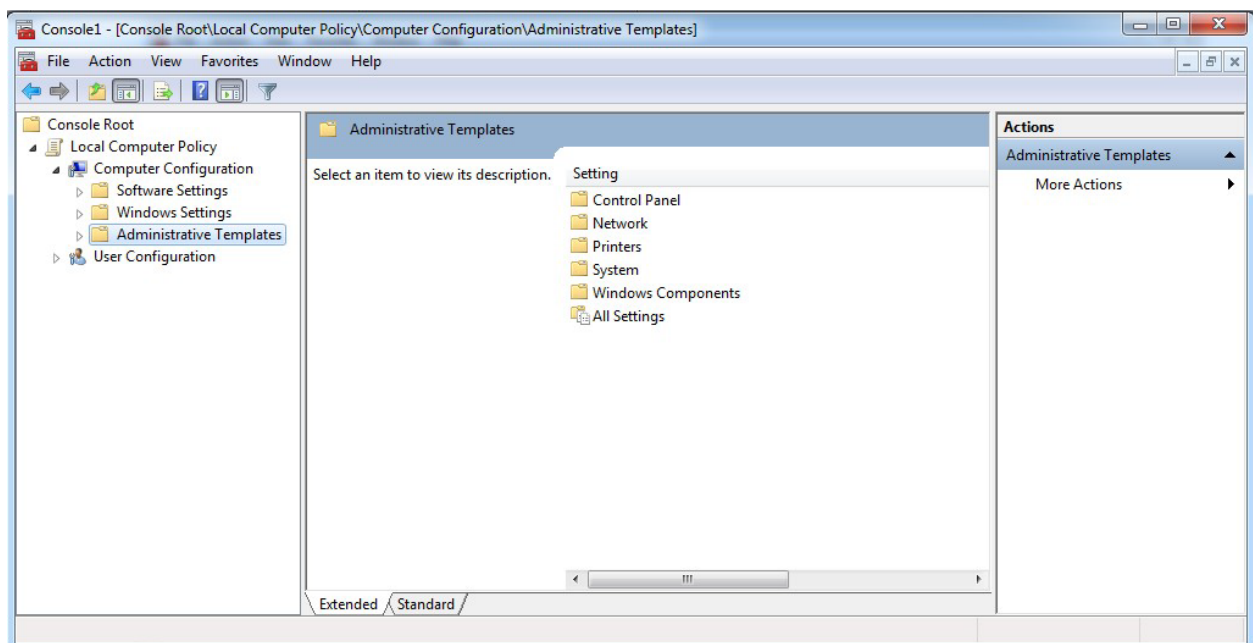 Console1 - [Console Root\Local Computer Policy\Computer Configuration\Administrative Templates]
File Action View Favorites Window Help
Console Root
Local Computer Policy
Computer Configuration
Software Settings
Windows Settings
Administrative Templates
User Configuration
Administrative Templates
Select an item to view its description.
Setting
Control Panel
Network
Printers
System
Windows Components
All Settings
Extended Standard
Actions
Administrative Templates
More Actions